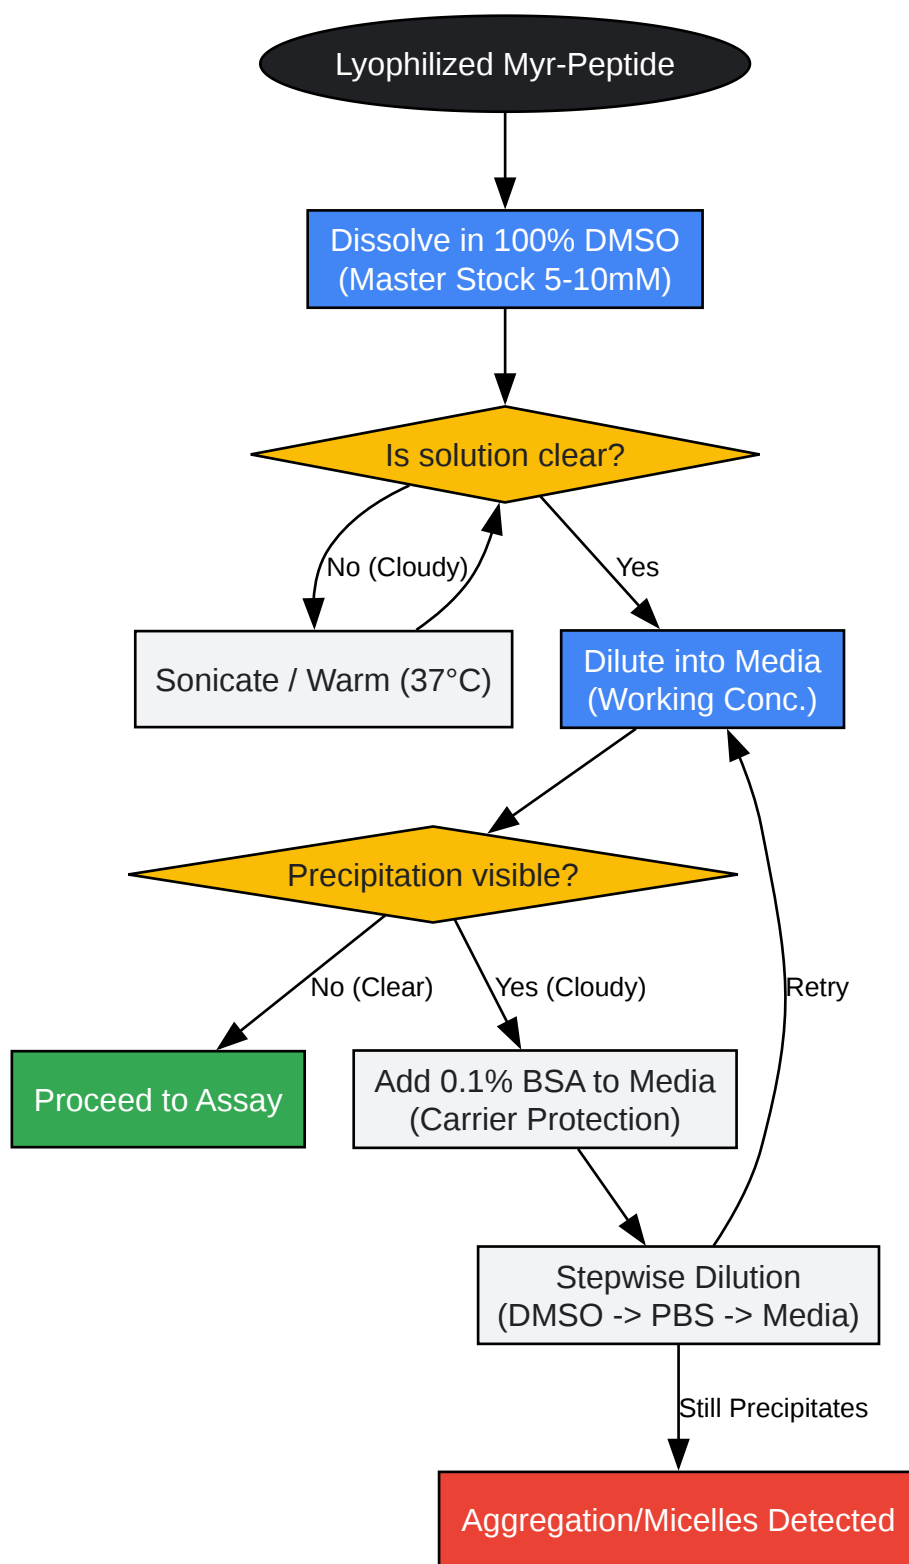 Lyophilized Myr-Peptide
Dissolve in 100% DMSO
(Master Stock 5-10mM)
Is solution clear?
No (Cloudy)
Yes
Sonicate / Warm (37°C)
Dilute into Media
(Working Conc.)
Precipitation visible?
No (Clear)
Yes (Cloudy)
Retry
Proceed to Assay
Add 0.1% BSA to Media
(Carrier Protection)
Stepwise Dilution
(DMSO -> PBS -> Media)
Still Precipitates
Aggregation/Micelles Detected